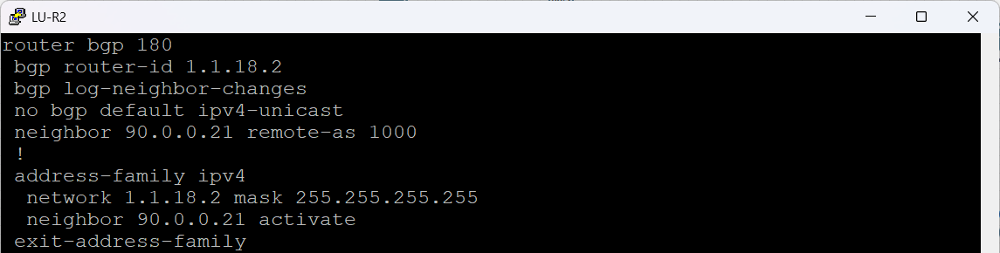 LU-R2
router bgp 180
bgp router-id 1.1.18.2
bgp log-neighbor-changes
no bgp default ipv4-unicast
neighbor 90.0.0.21 remote-as 1000
!
address-family ipv4
network 1.1.18.2 mask 255.255.255.255
neighbor 90.0.0.21 activate
exit-address-family